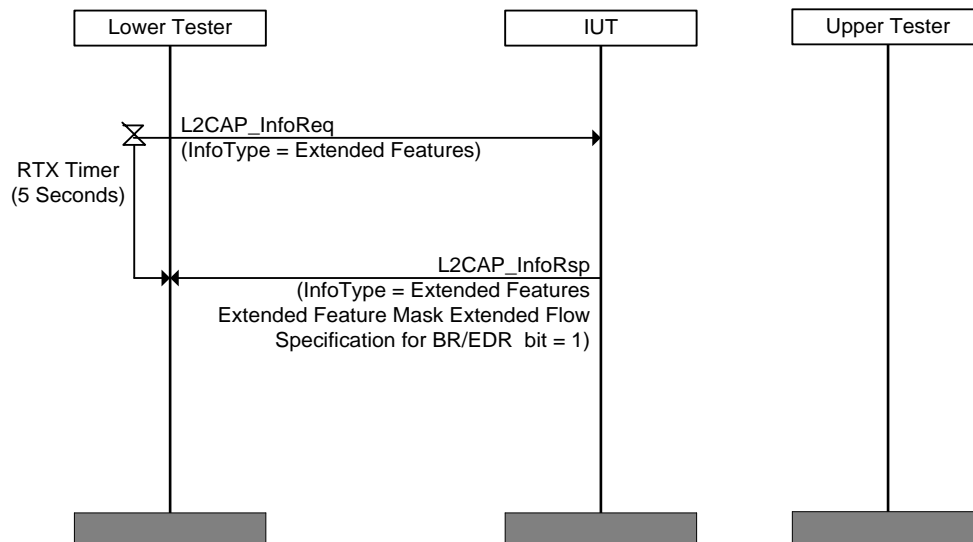 Lower Tester
IUT
Upper Tester
L2CAP_InfoReq
(InfoType = Extended Features)
RTX Timer
(5 Seconds)
L2CAP_InfoRsp
(InfoType = Extended Features
Extended Feature Mask Extended Flow
Specification for BR/EDR bit = 1)